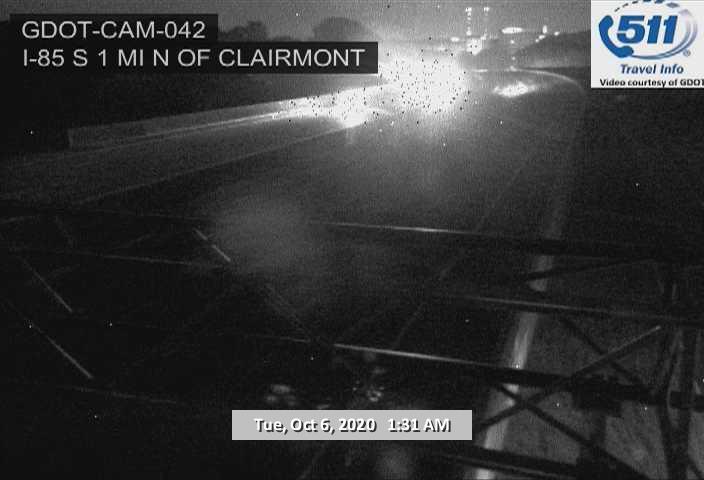 GDOT-CAM-042
I-85 S 1 MI N OF CLAIRMONT
511
Travel Info
Video courtesy of GDOT
Tue, Oct 6, 2020 1:31 AM